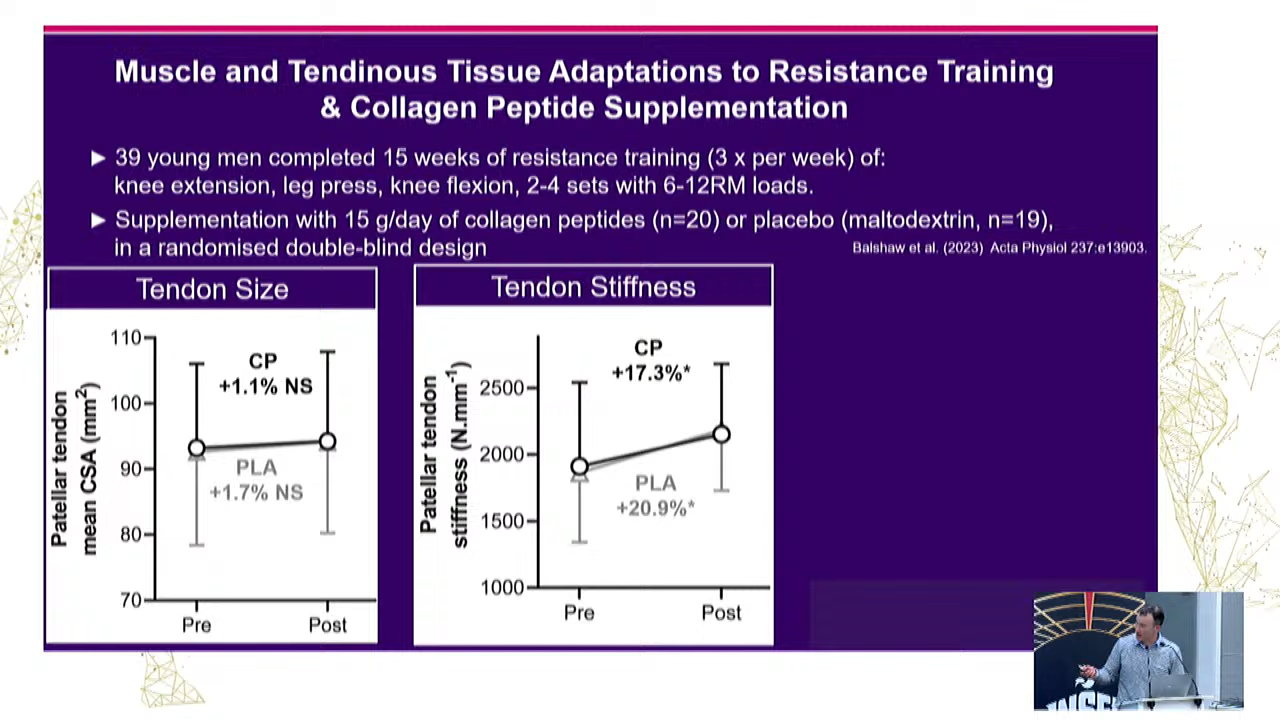 Muscle and Tendinous Tissue Adaptations to Resistance Training
& Collagen Peptide Supplementation
► 39 young men completed 15 weeks of resistance training (3 x per week) of:
knee extension, leg press, knee flexion, 2-4 sets with 6-12RM loads.
► Supplementation with 15 g/day of collagen peptides (n=20) or placebo (maltodextrin, n=19),
in a randomised double-blind design
Balshaw et al. (2023) Acta Physiol 237:e13903.
Tendon Size
Patellar tendon
mean CSA (mm²)
110
100
90
80
70
CP
+1.1% NS
PLA
+1.7% NS
Pre
Post
Tendon Stiffness
Patellar tendon
stiffness (N.mm⁻¹)
2500
2000
1500
1000
CP
+17.3%*
PLA
+20.9%*
Pre
Post